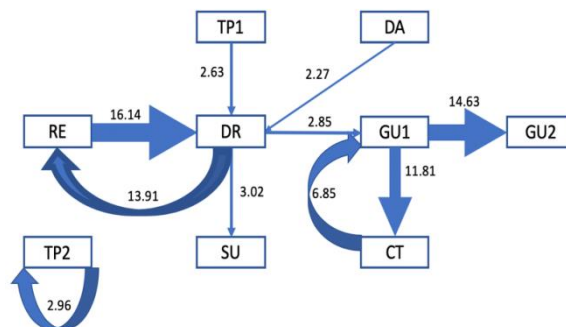 TP1
DA
2.63
2.27
16.14
14.63
RE
DR
2.85
GU1
GU2
13.91
3.02
6.85
11.81
TP2
SU
CT
2.96